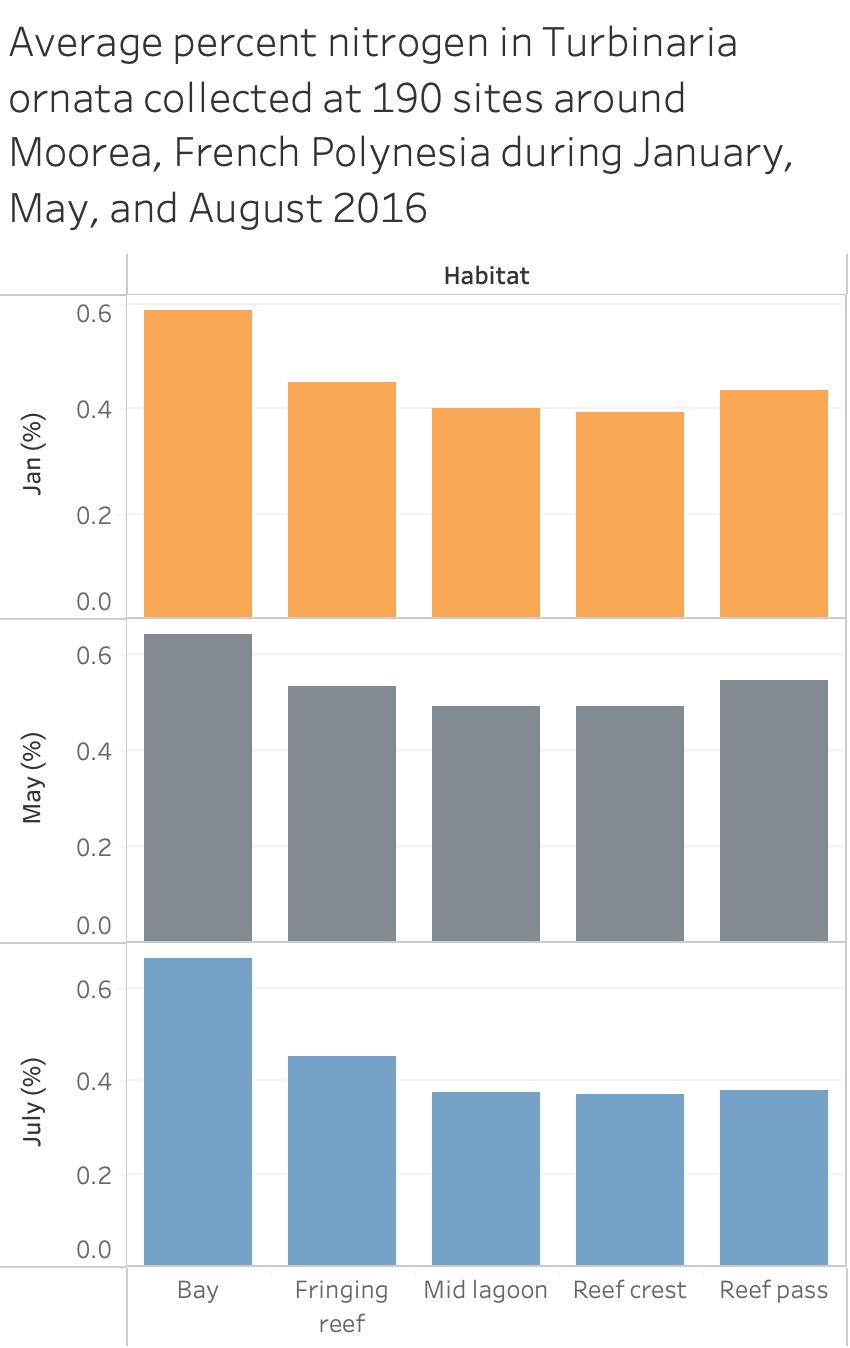 Average percent nitrogen in Turbinaria
ornata collected at 190 sites around
Moorea, French Polynesia during January,
May, and August 2016
Habitat
Jan (%)
0.6
0.4
0.2
0.0
May (%)
0.6
0.4
0.2
0.0
July (%)
0.6
0.4
0.2
0.0
Bay Fringing Mid lagoon Reef crest Reef pass
reef